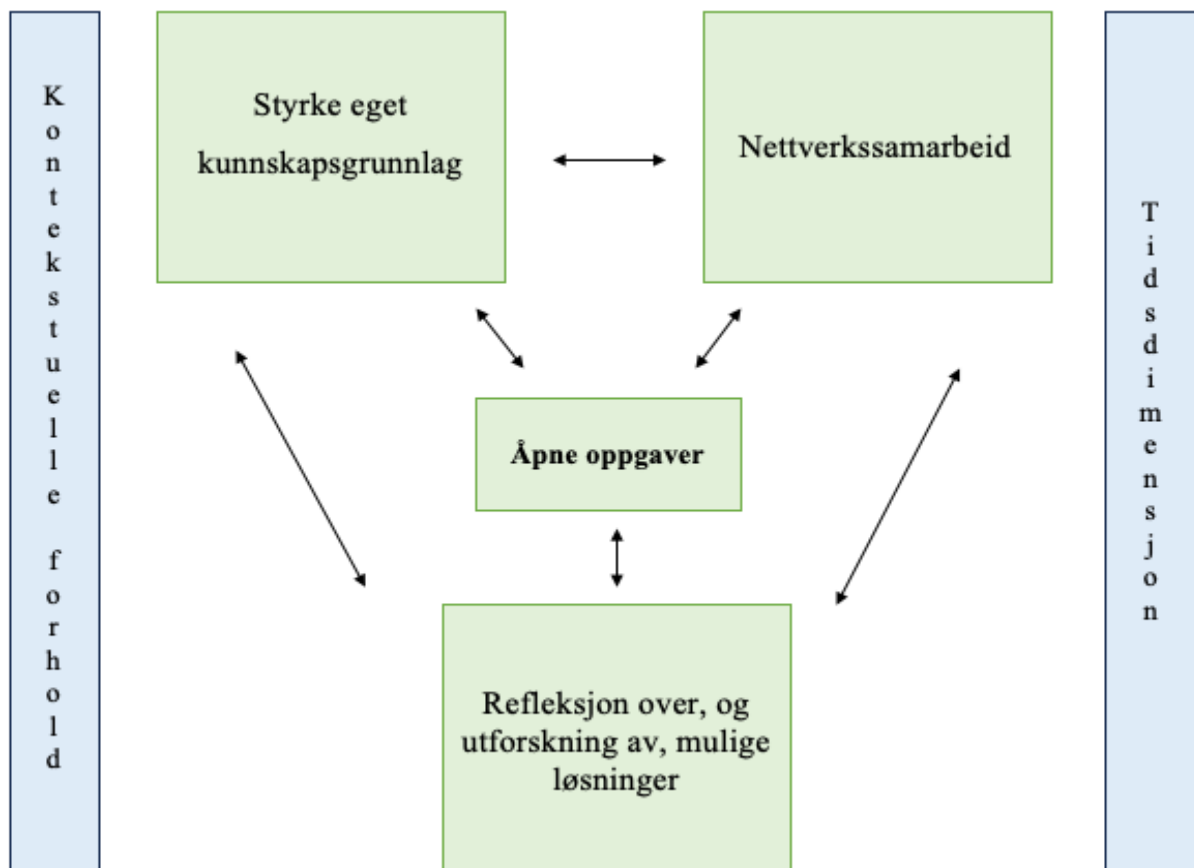 Kontekstuelle forhold
Styrke eget
kunnskapsgrunnlag
Nettverkssamarbeid
Tidsdimensjon
Åpne oppgaver
Refleksjon over, og
utforskning av, mulige
løsninger